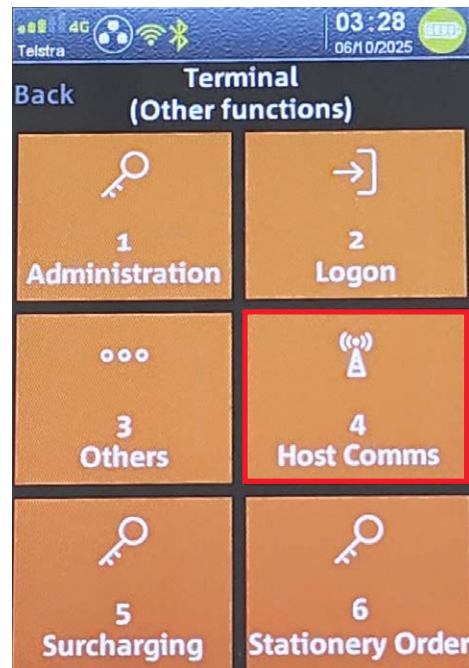 4G
Telstra
03:28
06/10/2025
Back
Terminal
(Other functions)
1
Administration
2
Logon
3
Others
4
Host Comms
5
Surcharging
6
Stationery Order